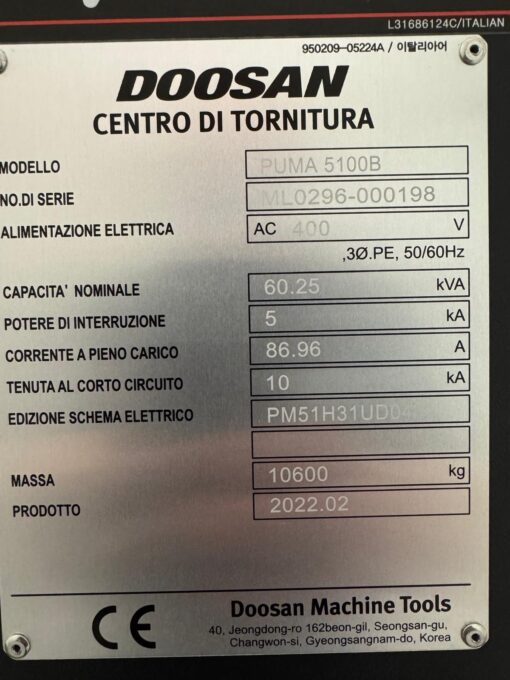 L31686124C/ITALIAN
950209-05224A / 이탈리아어
DOOSAN
CENTRO DI TORNITURA
MODELLO PUMA 5100B
NO.DI SERIE ML0296-000198
ALIMENTAZIONE ELETTRICA AC 400 V
,3Ø.PE, 50/60Hz
CAPACITA' NOMINALE 60.25 kVA
POTERE DI INTERRUZIONE 5 kA
CORRENTE A PIENO CARICO 86.96 A
TENUTA AL CORTO CIRCUITO 10 kA
EDIZIONE SCHEMA ELETTRICO PM51H31UD04
MASSA 10600 kg
PRODOTTO 2022.02
CE Doosan Machine Tools
40, Jeongdong-ro 162beon-gil, Seongsan-gu,
Changwon-si, Gyeongsangnam-do, Korea